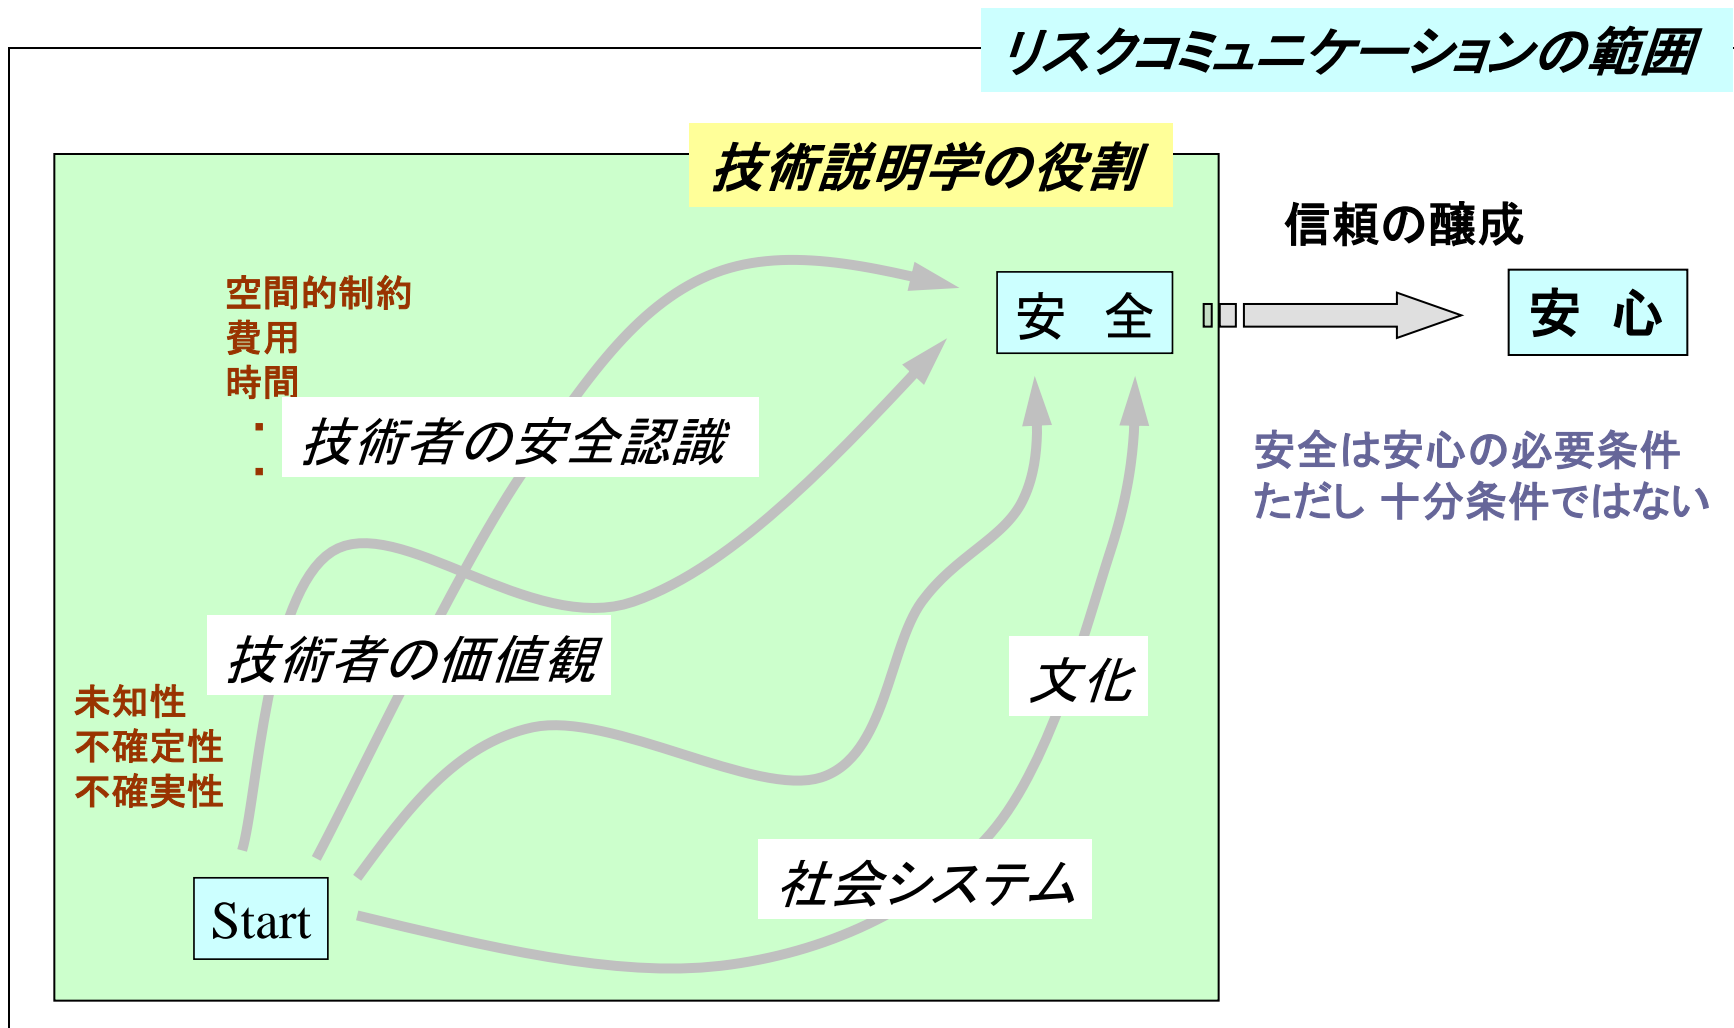 リスクコミュニケーションの範囲
技術説明学の役割
信頼の醸成
空間的制約
費用
時間
・
・
安 全
安 心
技術者の安全認識
安全は安心の必要条件
ただし 十分条件ではない
技術者の価値観
文化
未知性
不確定性
不確実性
社会システム
Start